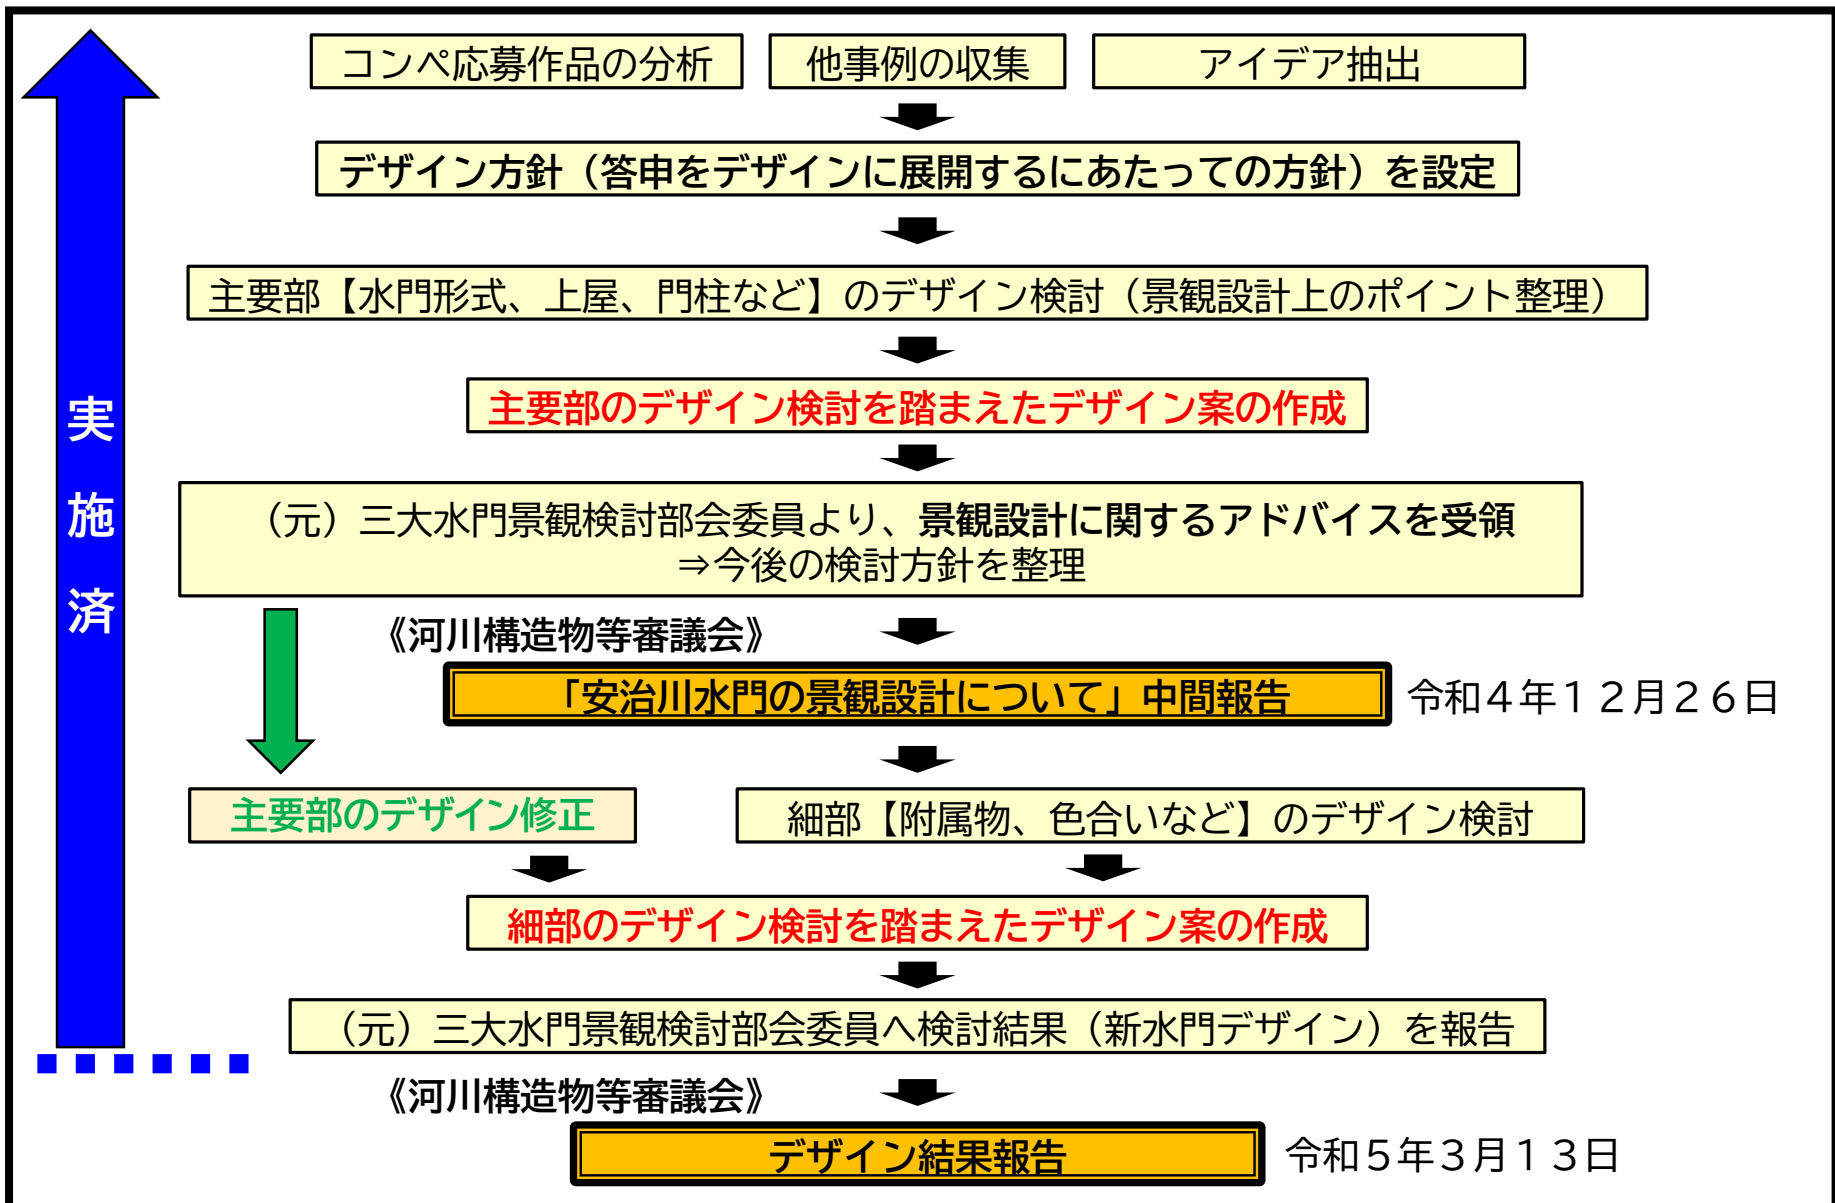 コンペ応募作品の分析
他事例の収集
アイデア抽出
デザイン方針（答申をデザインに展開するにあたっての方針）を設定
主要部【水門形式、上屋、門柱など】のデザイン検討（景観設計上のポイント整理）
主要部のデザイン検討を踏まえたデザイン案の作成
（元）三大水門景観検討部会委員より、景観設計に関するアドバイスを受領
⇒今後の検討方針を整理
実施済
《河川構造物等審議会》
「安治川水門の景観設計について」中間報告
令和４年１２月２６日
主要部のデザイン修正
細部【附属物、色合いなど】のデザイン検討
細部のデザイン検討を踏まえたデザイン案の作成
（元）三大水門景観検討部会委員へ検討結果（新水門デザイン）を報告
《河川構造物等審議会》
デザイン結果報告
令和５年３月１３日